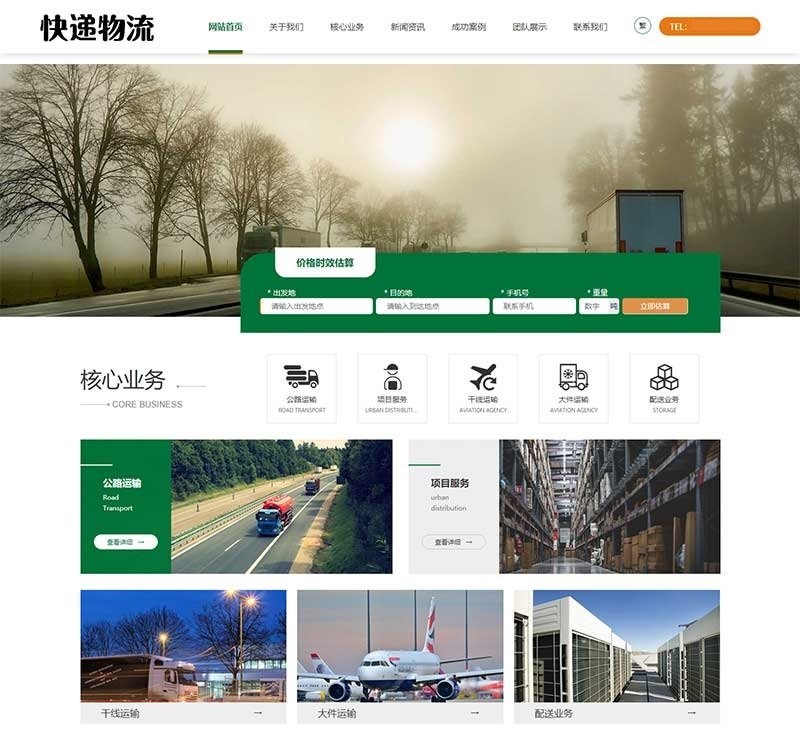 快递物流
网站首页 关于我们 核心业务 新闻资讯 成功案例 团队展示 联系我们 繁 TEL:
价格时效估算
* 出发地 * 目的地 * 手机号 * 重量
请输入出发地点 请输入到达地点 联系手机 数字 吨 立即估算
核心业务
CORE BUSINESS
公路运输 项目服务 干线运输 大件运输 配送业务
ROAD TRANSPORT URBAN DISTRIBUTI... AVIATION AGENCY AVIATION AGENCY STORAGE
公路运输
Road
Transport
查看详细 →
项目服务
urban
distribution
查看详细 →
干线运输 →
大件运输 →
配送业务 →